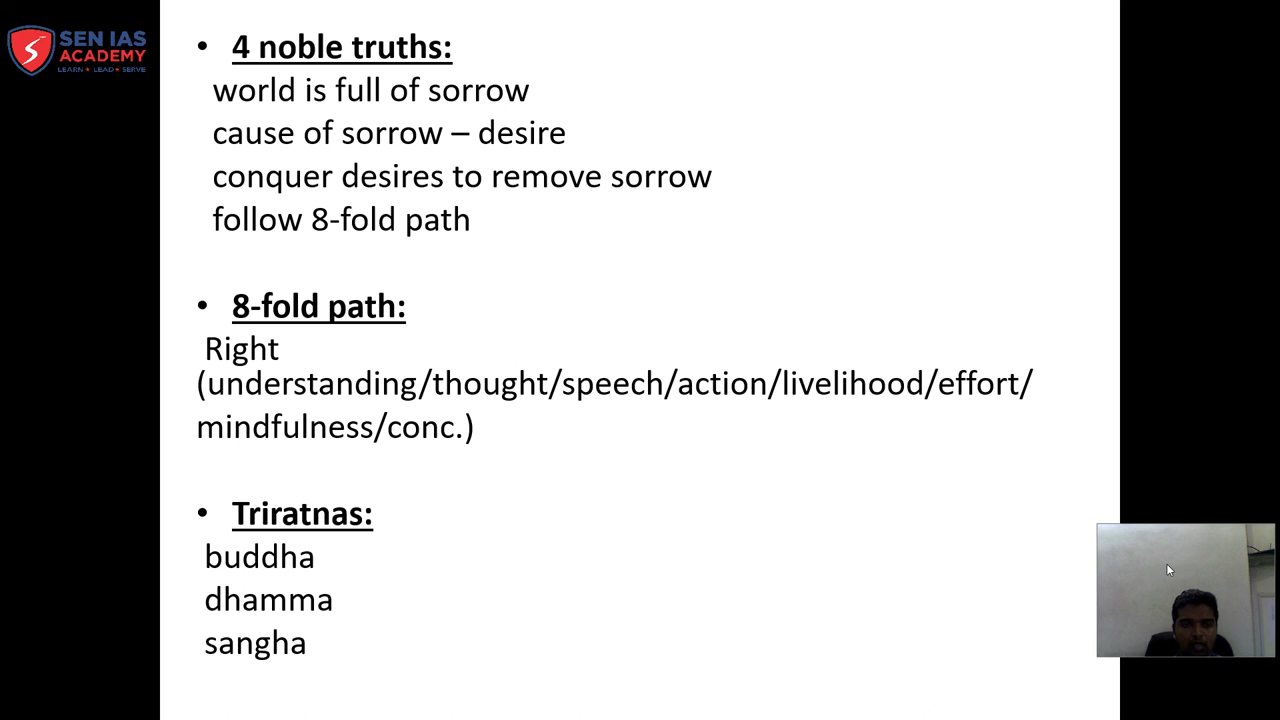 SEN IAS
ACADEMY
LEARN ★ LEAD ★ SERVE
• 4 noble truths:
world is full of sorrow
cause of sorrow – desire
conquer desires to remove sorrow
follow 8-fold path
• 8-fold path:
Right
(understanding/thought/speech/action/livelihood/effort/
mindfulness/conc.)
• Triratnas:
buddha
dhamma
sangha